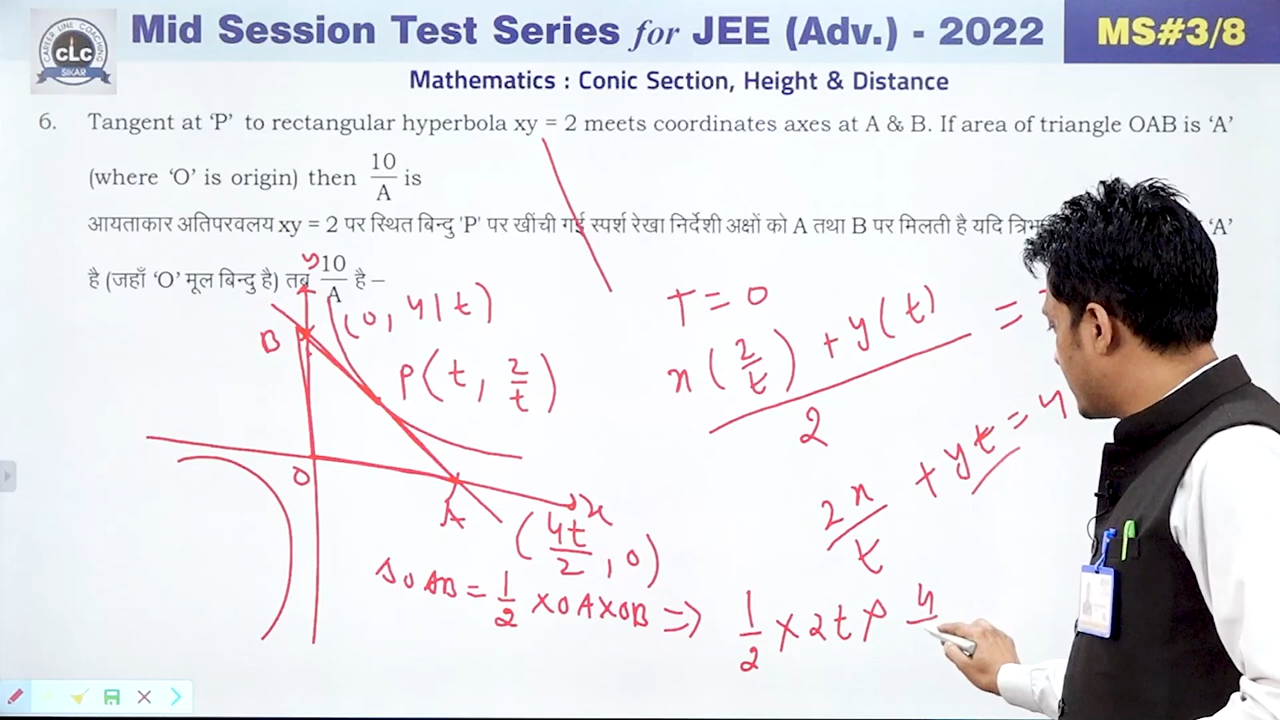 CAREER LINE COACHING
CLC
SIKAR
Mid Session Test Series for JEE (Adv.) - 2022
MS#3/8
Mathematics : Conic Section, Height & Distance
6. Tangent at 'P' to rectangular hyperbola xy = 2 meets coordinates axes at A & B. If area of triangle OAB is 'A'
(where 'O' is origin) then 10/A is
आयताकार अतिपरवलय xy = 2 पर स्थित बिन्दु 'P' पर खींची गई स्पर्श रेखा निर्देशी अक्षों को A तथा B पर मिलती है यदि 'A'
है (जहाँ 'O' मूल बिन्दु है) तब 10/A है –
y
B (0, 4/t)
P(t, 2/t)
O
A
x
(4t/2, 0)
T = 0
x(2/t) + y(t)
/ 2 =
2x/t + yt = 4
Δ OAB = 1/2 × OA × OB ⇒ 1/2 × 2t × 4